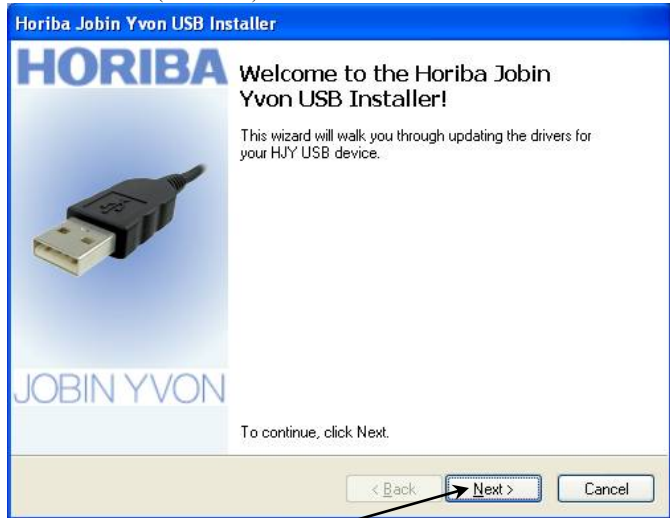 Horiba Jobin Yvon USB Installer
HORIBA
Welcome to the Horiba Jobin
Yvon USB Installer!
This wizard will walk you through updating the drivers for
your HJY USB device.
JOBIN YVON
To continue, click Next.
< Back
Next >
Cancel